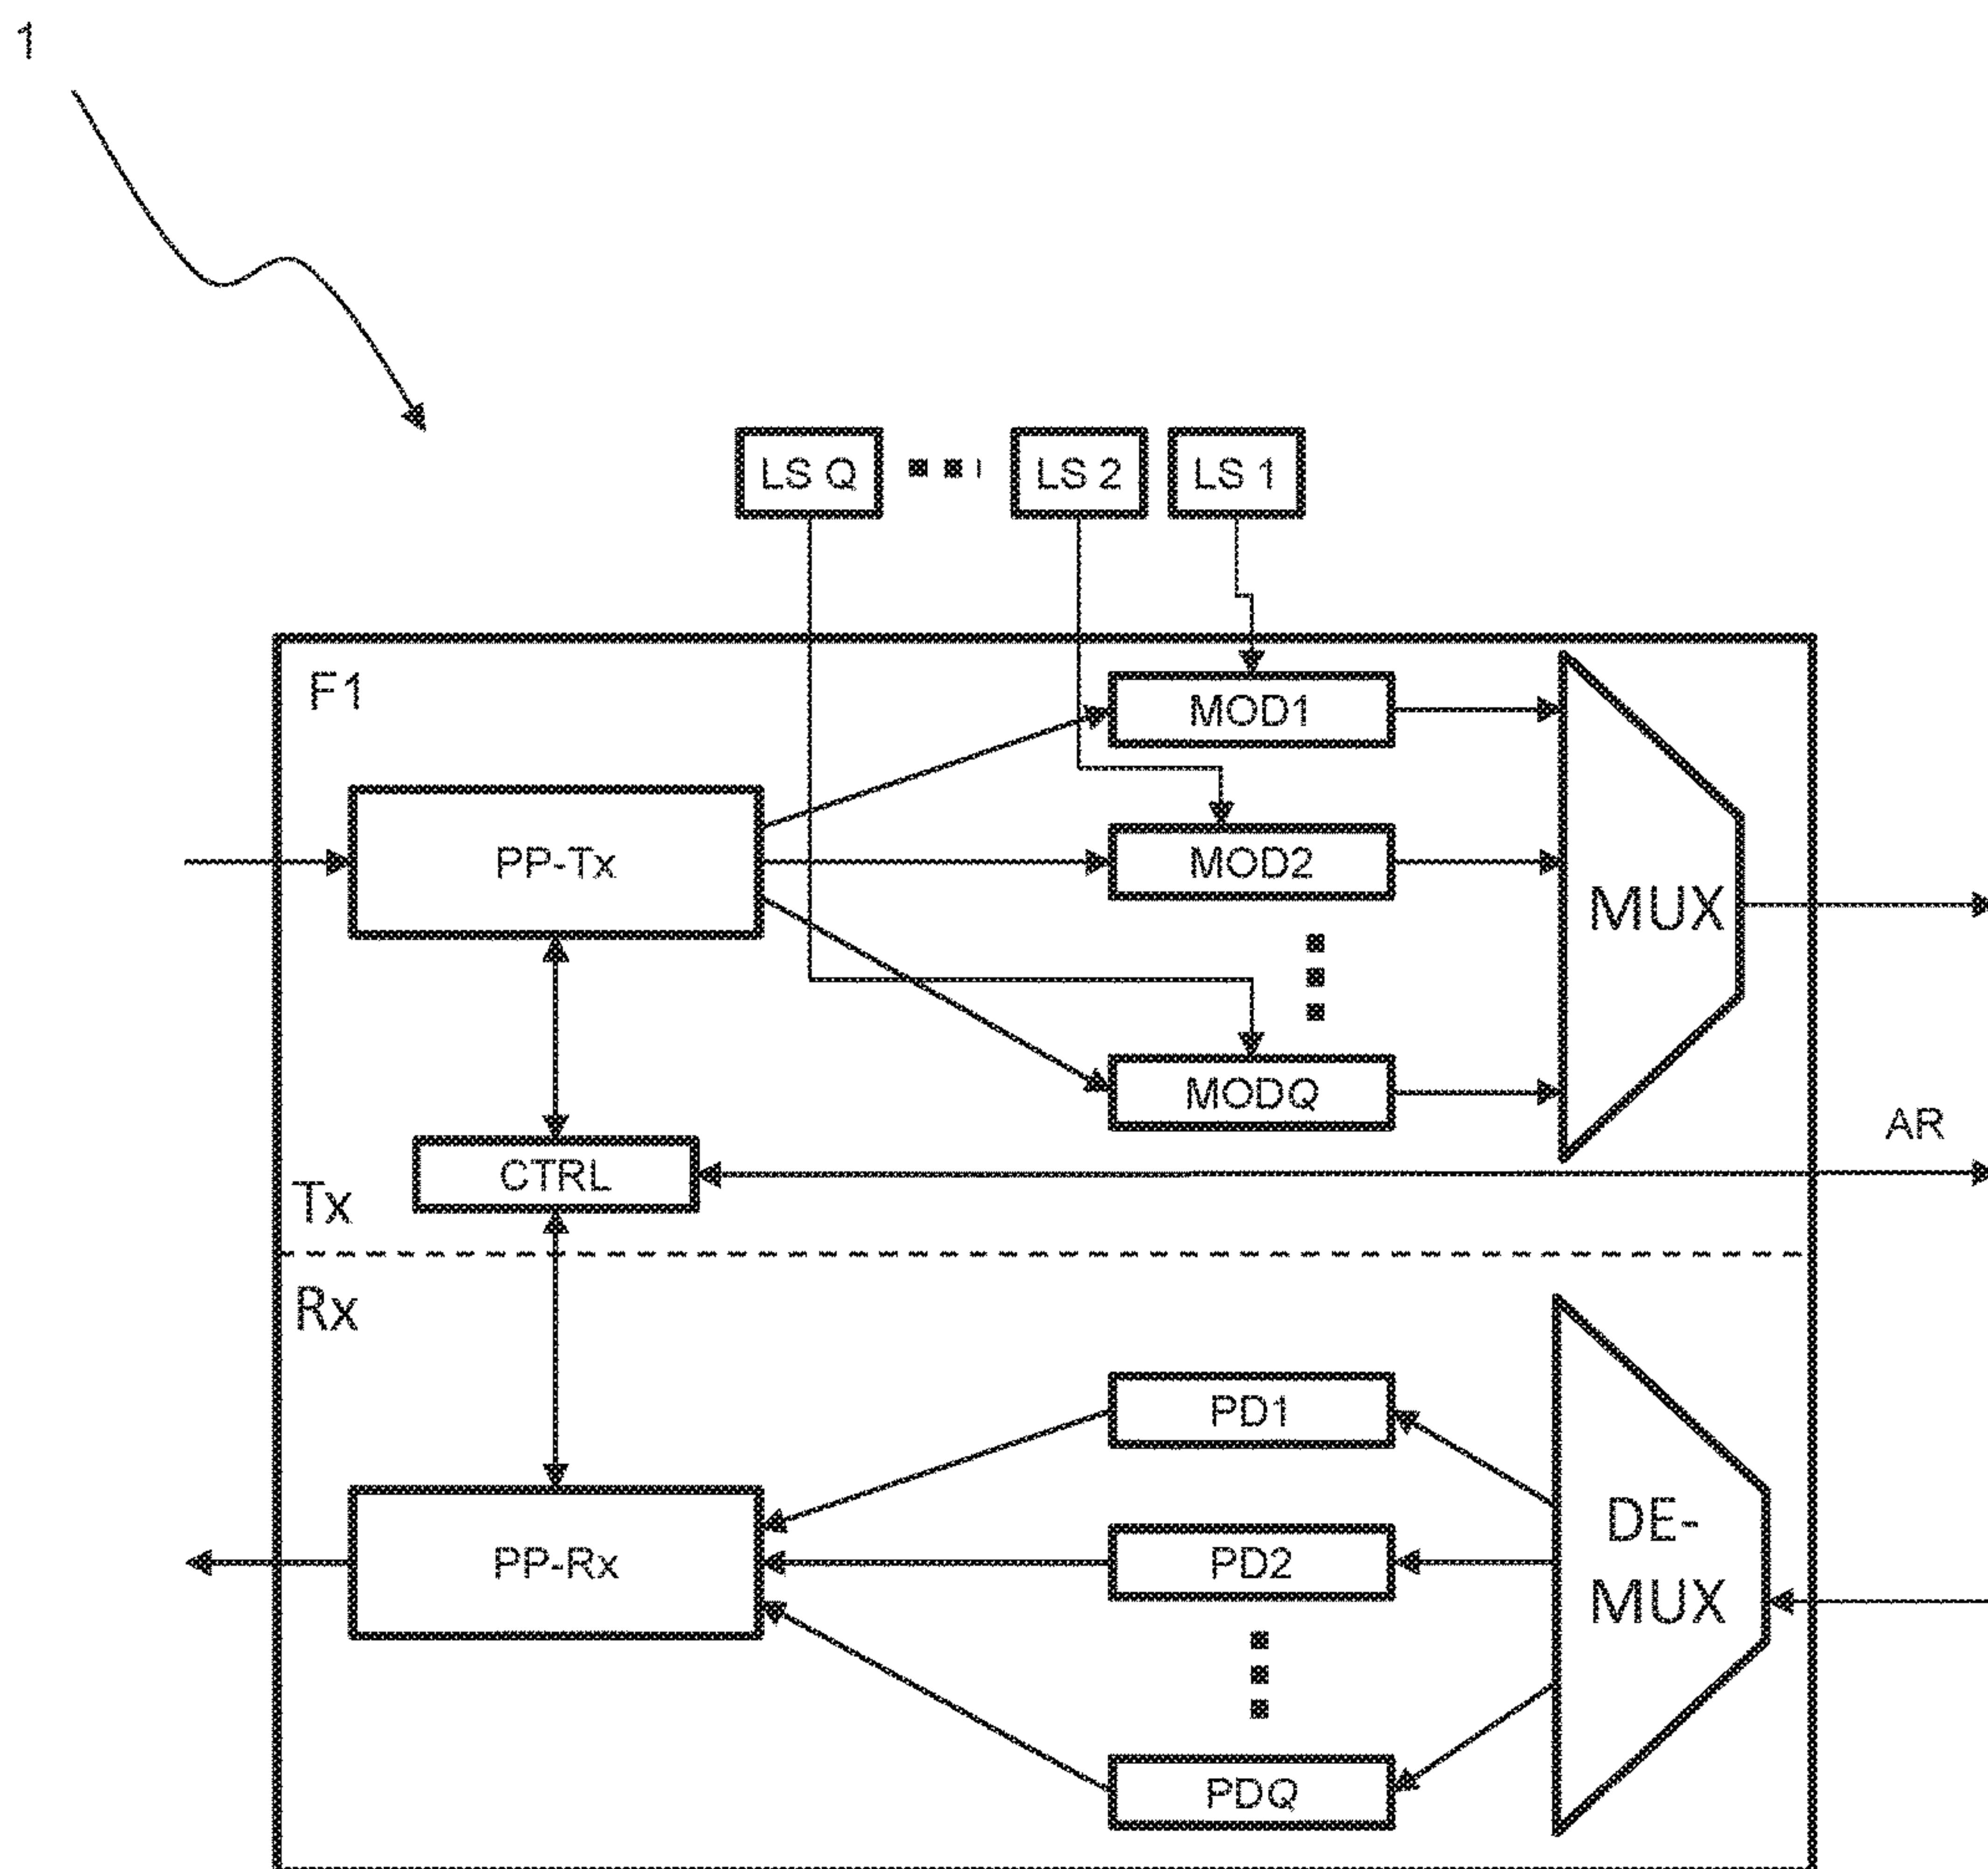 1
LS Q
LS 2
LS 1
F1
MOD1
PP-Tx
MOD2
MUX
MODQ
AR
CTRL
Tx
Rx
PD1
DE-
MUX
PP-Rx
PD2
PDQ